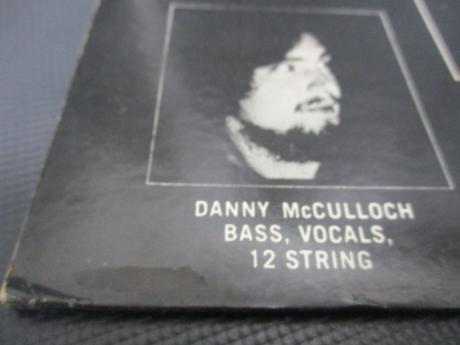 DANNY McCULLOCH
BASS, VOCALS,
12 STRING